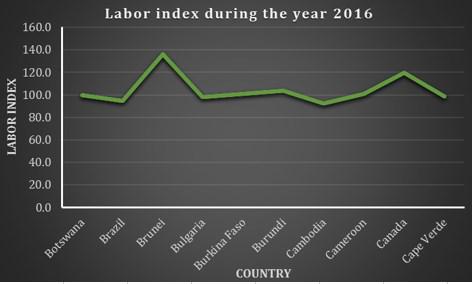 Labor index during the year 2016
LABOR INDEX
160.0
140.0
120.0
100.0
80.0
60.0
40.0
20.0
0.0
Botswana
Brazil
Brunei
Bulgaria
Burkina Faso
Burundi
Cambodia
Cameroon
Canada
Cape Verde
COUNTRY